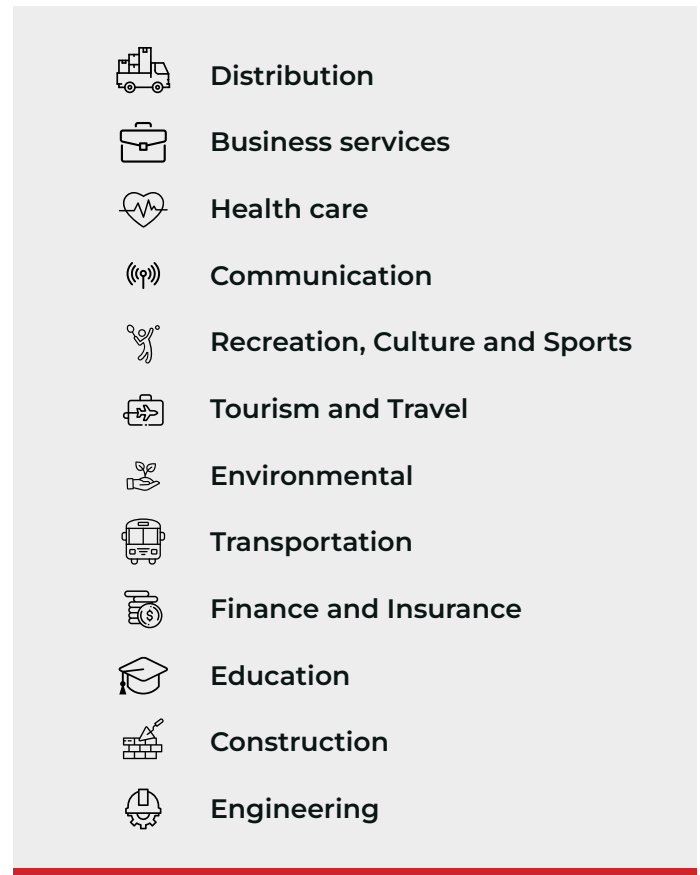 Distribution
Business services
Health care
Communication
Recreation, Culture and Sports
Tourism and Travel
Environmental
Transportation
Finance and Insurance
Education
Construction
Engineering